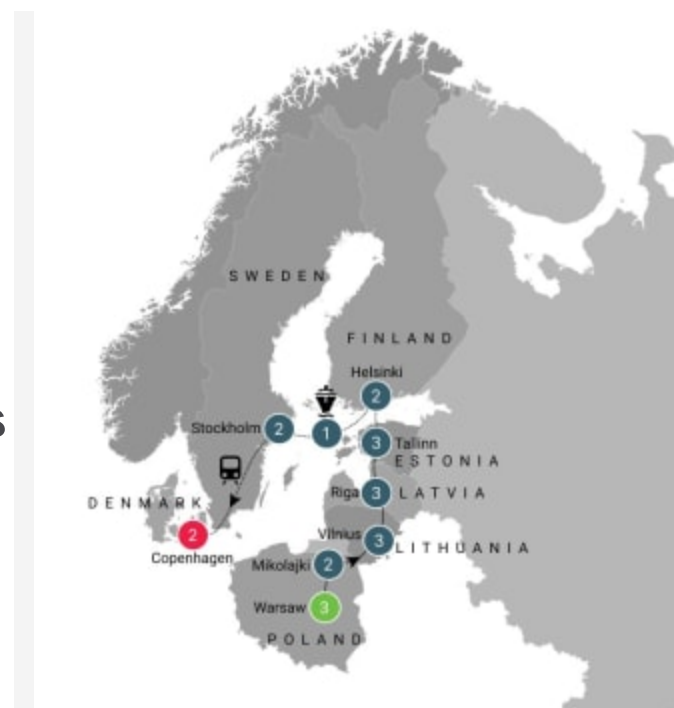 s
SWEDEN
FINLAND
Helsinki
2
Stockholm 2
1
3 Tallinn
ESTONIA
Riga 3 LATVIA
DENMARK
2
Copenhagen
Vilnius 3
LITHUANIA
Mikolajki 2
Warsaw 3
POLAND